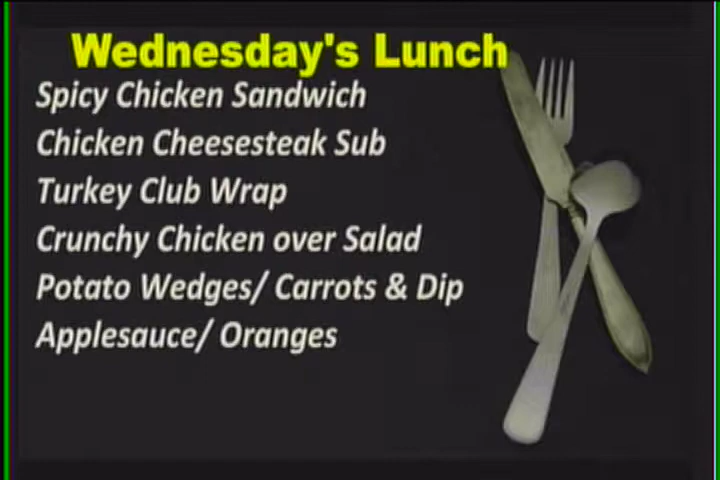 Wednesday's Lunch
Spicy Chicken Sandwich
Chicken Cheesesteak Sub
Turkey Club Wrap
Crunchy Chicken over Salad
Potato Wedges/ Carrots & Dip
Applesauce/ Oranges